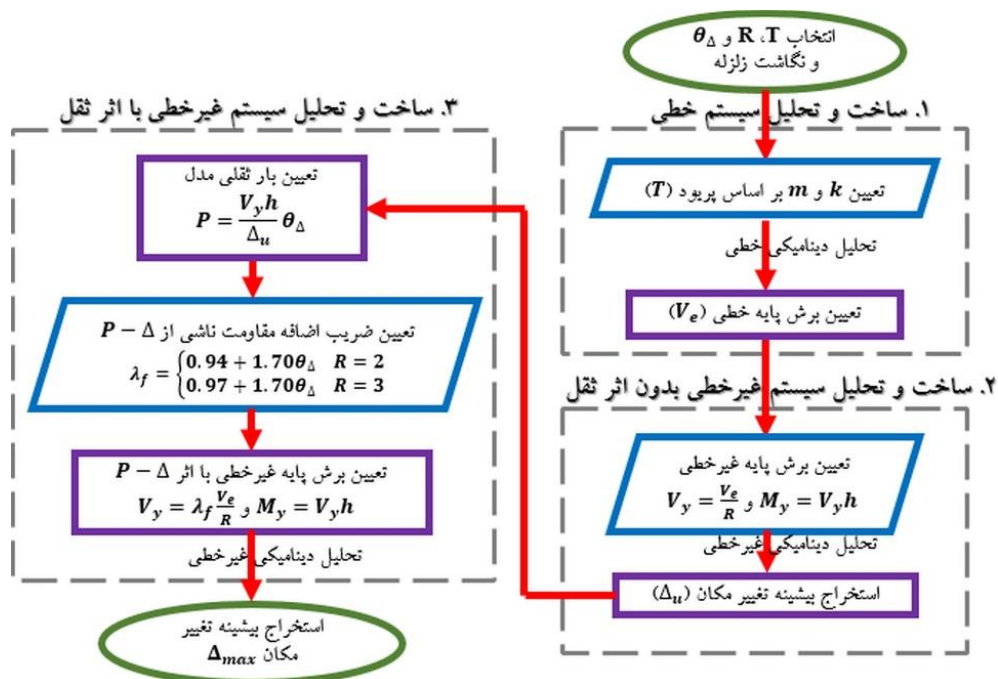 انتخاب R ،T و θ_Δ
و نگاشت زلزله
۱. ساخت و تحلیل سیستم خطی
تعیین k و m بر اساس پریود (T)
تحلیل دینامیکی خطی
تعیین برش پایه خطی (V_e)
۲. ساخت و تحلیل سیستم غیرخطی بدون اثر ثقل
تعیین برش پایه غیرخطی
V_y = V_e/R و M_y = V_y h
تحلیل دینامیکی غیرخطی
استخراج بیشینه تغییر مکان (Δ_u)
۳. ساخت و تحلیل سیستم غیرخطی با اثر ثقل
تعیین بار ثقلی مدل
P = V_y h/Δ_u θ_Δ
تعیین ضریب اضافه مقاومت ناشی از P − Δ
λ_f = { 0.94 + 1.70θ_Δ R = 2
0.97 + 1.70θ_Δ R = 3
تعیین برش پایه غیرخطی با اثر P − Δ
V_y = λ_f V_e/R و M_y = V_y h
تحلیل دینامیکی غیرخطی
استخراج بیشینه تغییر
مکان Δ_max